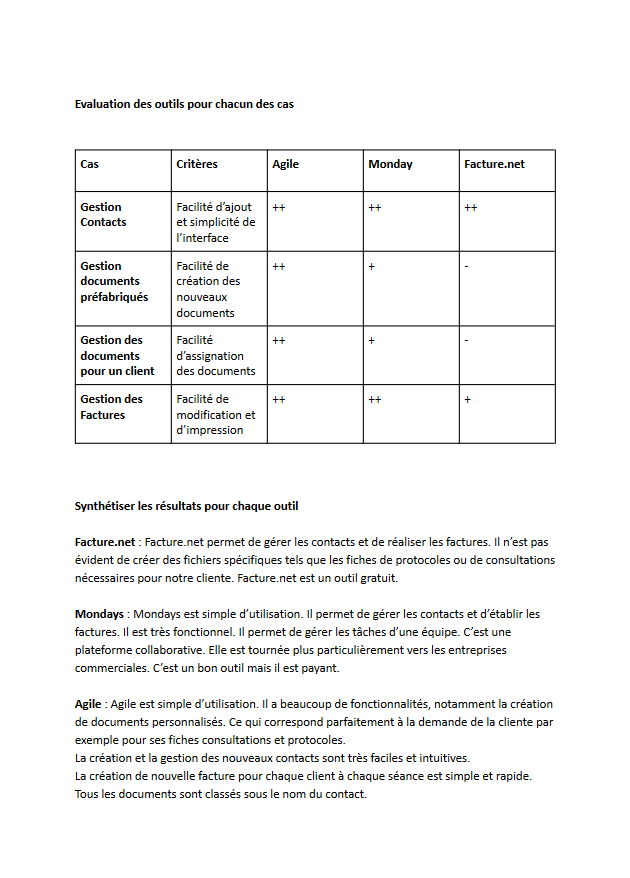 Evaluation des outils pour chacun des cas
Cas Critères Agile Monday Facture.net
Gestion Contacts Facilité d’ajout et simplicité de l’interface ++ ++ ++
Gestion documents préfabriqués Facilité de création des nouveaux documents ++ + -
Gestion des documents pour un client Facilité d’assignation des documents ++ + -
Gestion des Factures Facilité de modification et d’impression ++ ++ +
Synthétiser les résultats pour chaque outil
Facture.net : Facture.net permet de gérer les contacts et de réaliser les factures. Il n’est pas
évident de créer des fichiers spécifiques tels que les fiches de protocoles ou de consultations
nécessaires pour notre cliente. Facture.net est un outil gratuit.
Mondays : Mondays est simple d’utilisation. Il permet de gérer les contacts et d’établir les
factures. Il est très fonctionnel. Il permet de gérer les tâches d’une équipe. C’est une
plateforme collaborative. Elle est tournée plus particulièrement vers les entreprises
commerciales. C’est un bon outil mais il est payant.
Agile : Agile est simple d’utilisation. Il a beaucoup de fonctionnalités, notamment la création
de documents personnalisés. Ce qui correspond parfaitement à la demande de la cliente par
exemple pour ses fiches consultations et protocoles.
La création et la gestion des nouveaux contacts sont très faciles et intuitives.
La création de nouvelle facture pour chaque client à chaque séance est simple et rapide.
Tous les documents sont classés sous le nom du contact.